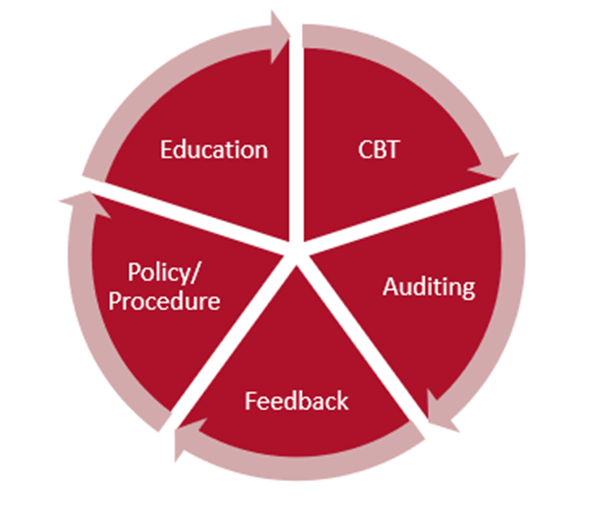 Education
CBT
Policy/
Procedure
Auditing
Feedback